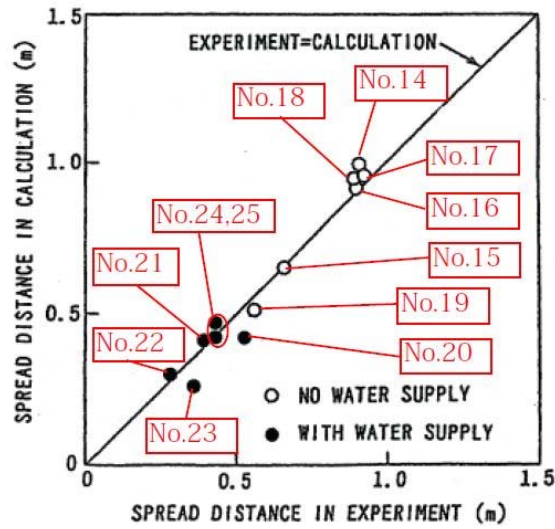 1.5
EXPERIMENT=CALCULATION
No.14
No.18
No.17
1.0
No.24,25
No.16
No.21
No.15
No.19
0.5
No.22
No.20
NO WATER SUPPLY
WITH WATER SUPPLY
No.23
0
0
0.5
1.0
1.5
SPREAD DISTANCE IN CALCULATION (m)
SPREAD DISTANCE IN EXPERIMENT (m)